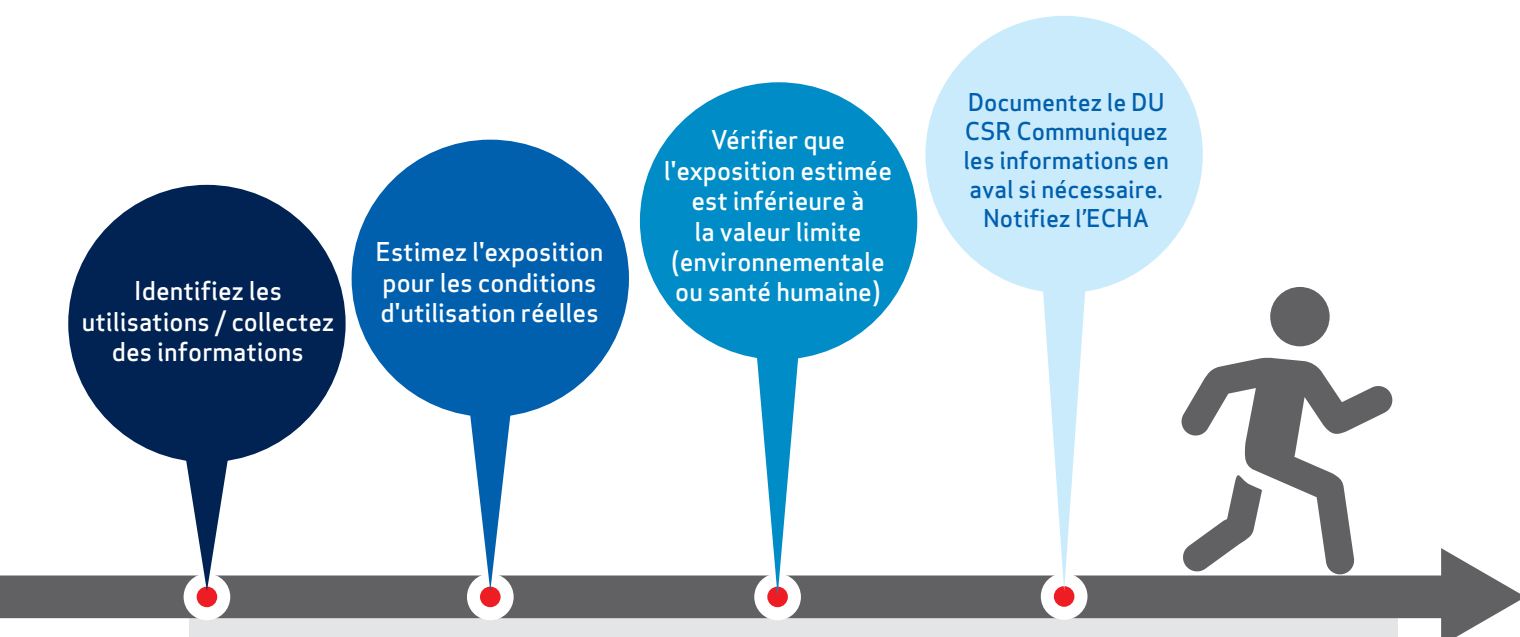 Identifiez les
utilisations / collectez
des informations
Estimez l'exposition
pour les conditions
d'utilisation réelles
Vérifier que
l'exposition estimée
est inférieure à
la valeur limite
(environnementale
ou santé humaine)
Documentez le DU
CSR Communiquez
les informations en
aval si nécessaire.
Notifiez l’ECHA